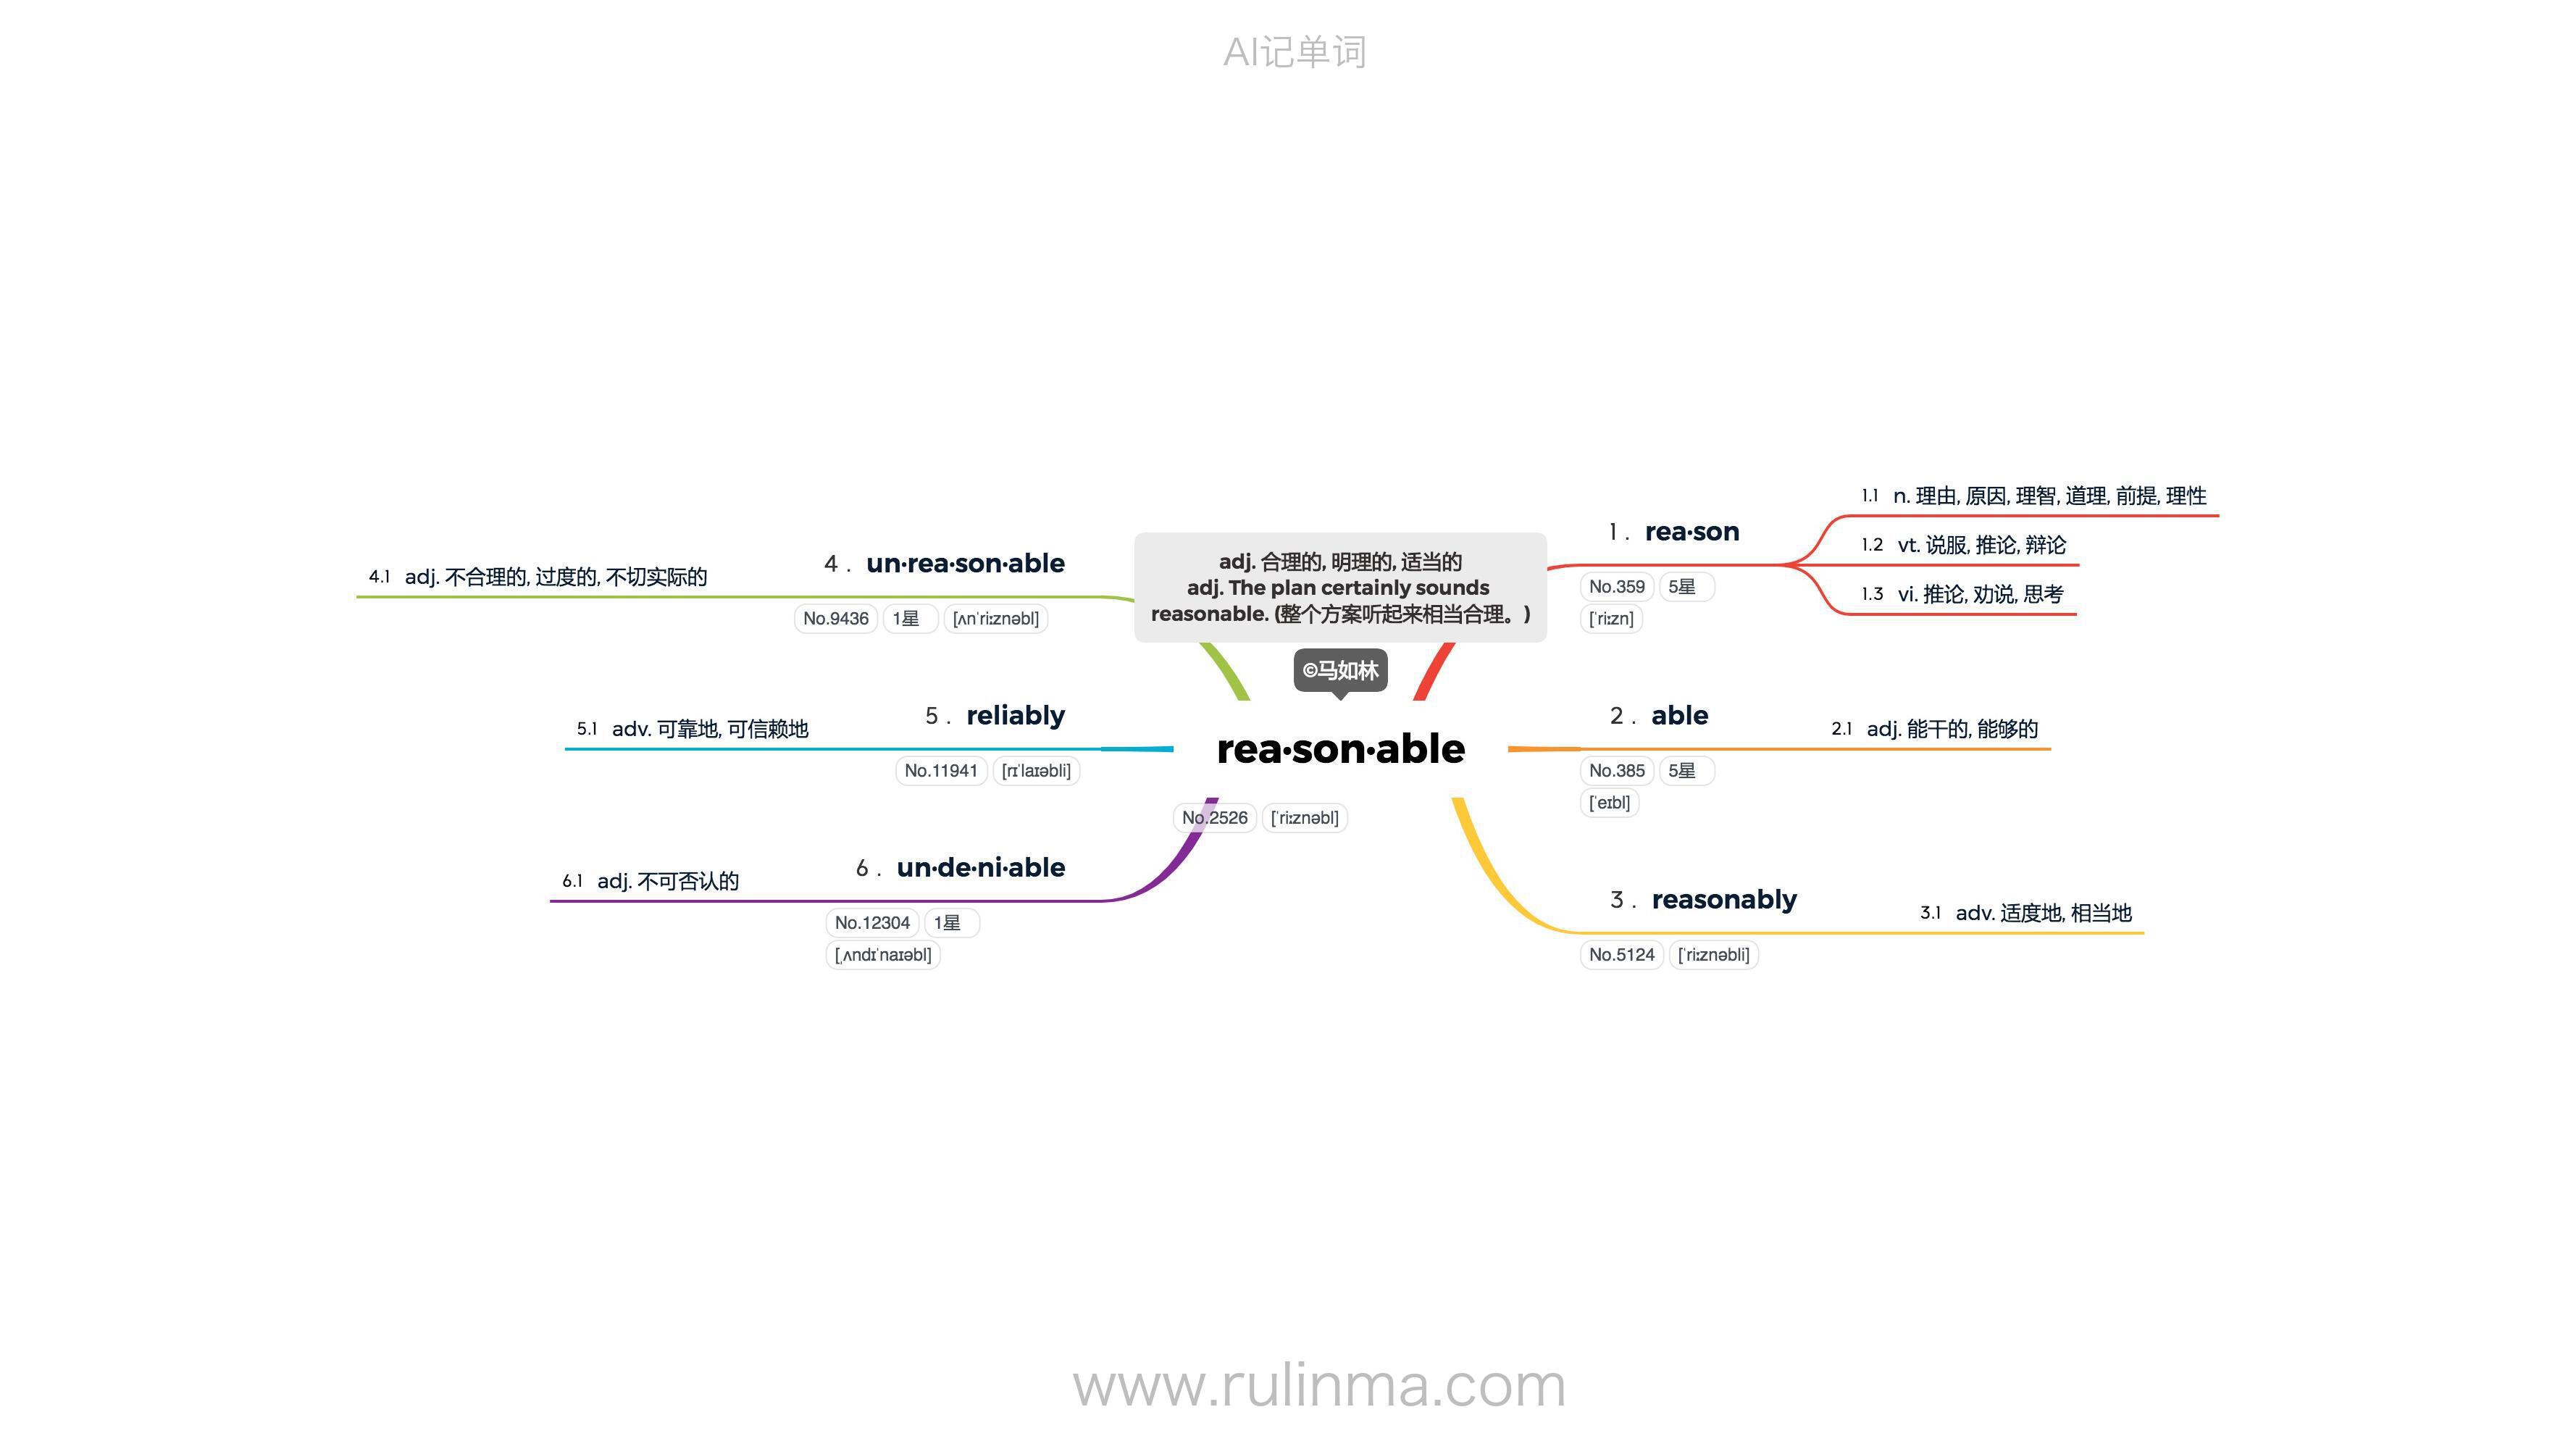 AI记单词
adj. 合理的, 明理的, 适当的
adj. The plan certainly sounds
reasonable. (整个方案听起来相当合理。)
©马如林
rea·son·able
No.2526 [ˈriːznəbl]
1. rea·son
No.359 5星
[ˈriːzn]
1.1 n. 理由, 原因, 理智, 道理, 前提, 理性
1.2 vt. 说服, 推论, 辩论
1.3 vi. 推论, 劝说, 思考
2. able
No.385 5星
[ˈeɪbl]
2.1 adj. 能干的, 能够的
3. reasonably
No.5124 [ˈriːznəbli]
3.1 adv. 适度地, 相当地
4. un·rea·son·able
No.9436 1星 [ʌnˈriːznəbl]
4.1 adj. 不合理的, 过度的, 不切实际的
5. reliably
No.11941 [rɪˈlaɪəbli]
5.1 adv. 可靠地, 可信赖地
6. un·de·ni·able
No.12304 1星
[ˌʌndɪˈnaɪəbl]
6.1 adj. 不可否认的
www.rulinma.com